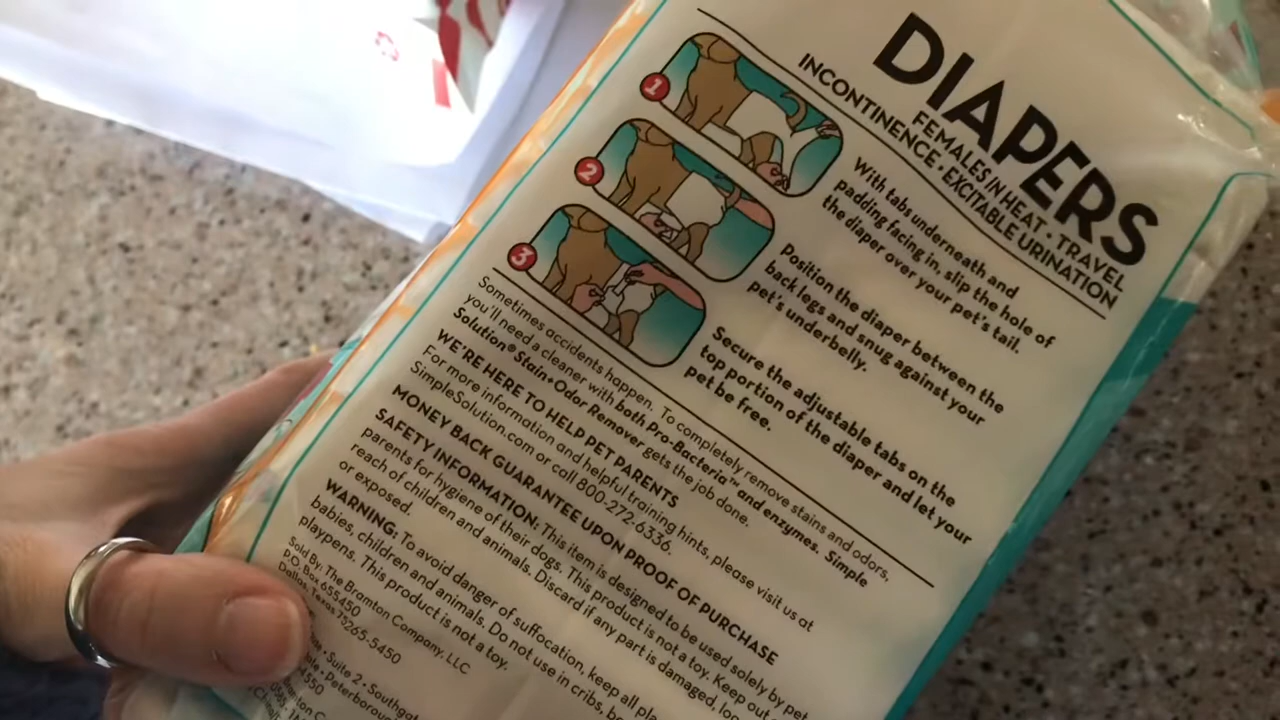 DIAPERS
FEMALES IN HEAT • TRAVEL
INCONTINENCE • EXCITABLE URINATION
1
With tabs underneath and
padding facing in, slip the hole of
the diaper over your pet's tail.
2
Position the diaper between the
back legs and snug against your
pet's underbelly.
3
Secure the adjustable tabs on the
top portion of the diaper and let your
pet be free.
Sometimes accidents happen. To completely remove stains and odors,
you'll need a cleaner with both Pro-Bacteria™ and enzymes. Simple
Solution® Stain+Odor Remover gets the job done.
WE'RE HERE TO HELP PET PARENTS
For more information and helpful training hints, please visit us at
SimpleSolution.com or call 800-272-6336.
MONEY BACK GUARANTEE UPON PROOF OF PURCHASE
SAFETY INFORMATION: This item is designed to be used solely by pet
parents for hygiene of their dogs. This product is not a toy. Keep out
reach of children and animals. Discard if any part is damaged,
or exposed.
WARNING: To avoid danger of suffocation, keep all
babies, children and animals. Do not use in cribs,
playpens. This product is not a toy.
Sold By: The Bramton Company, LLC
P.O. Box 655450
Dallas, Texas 75265-5450
Suite 2 • Southgat
Peterborou